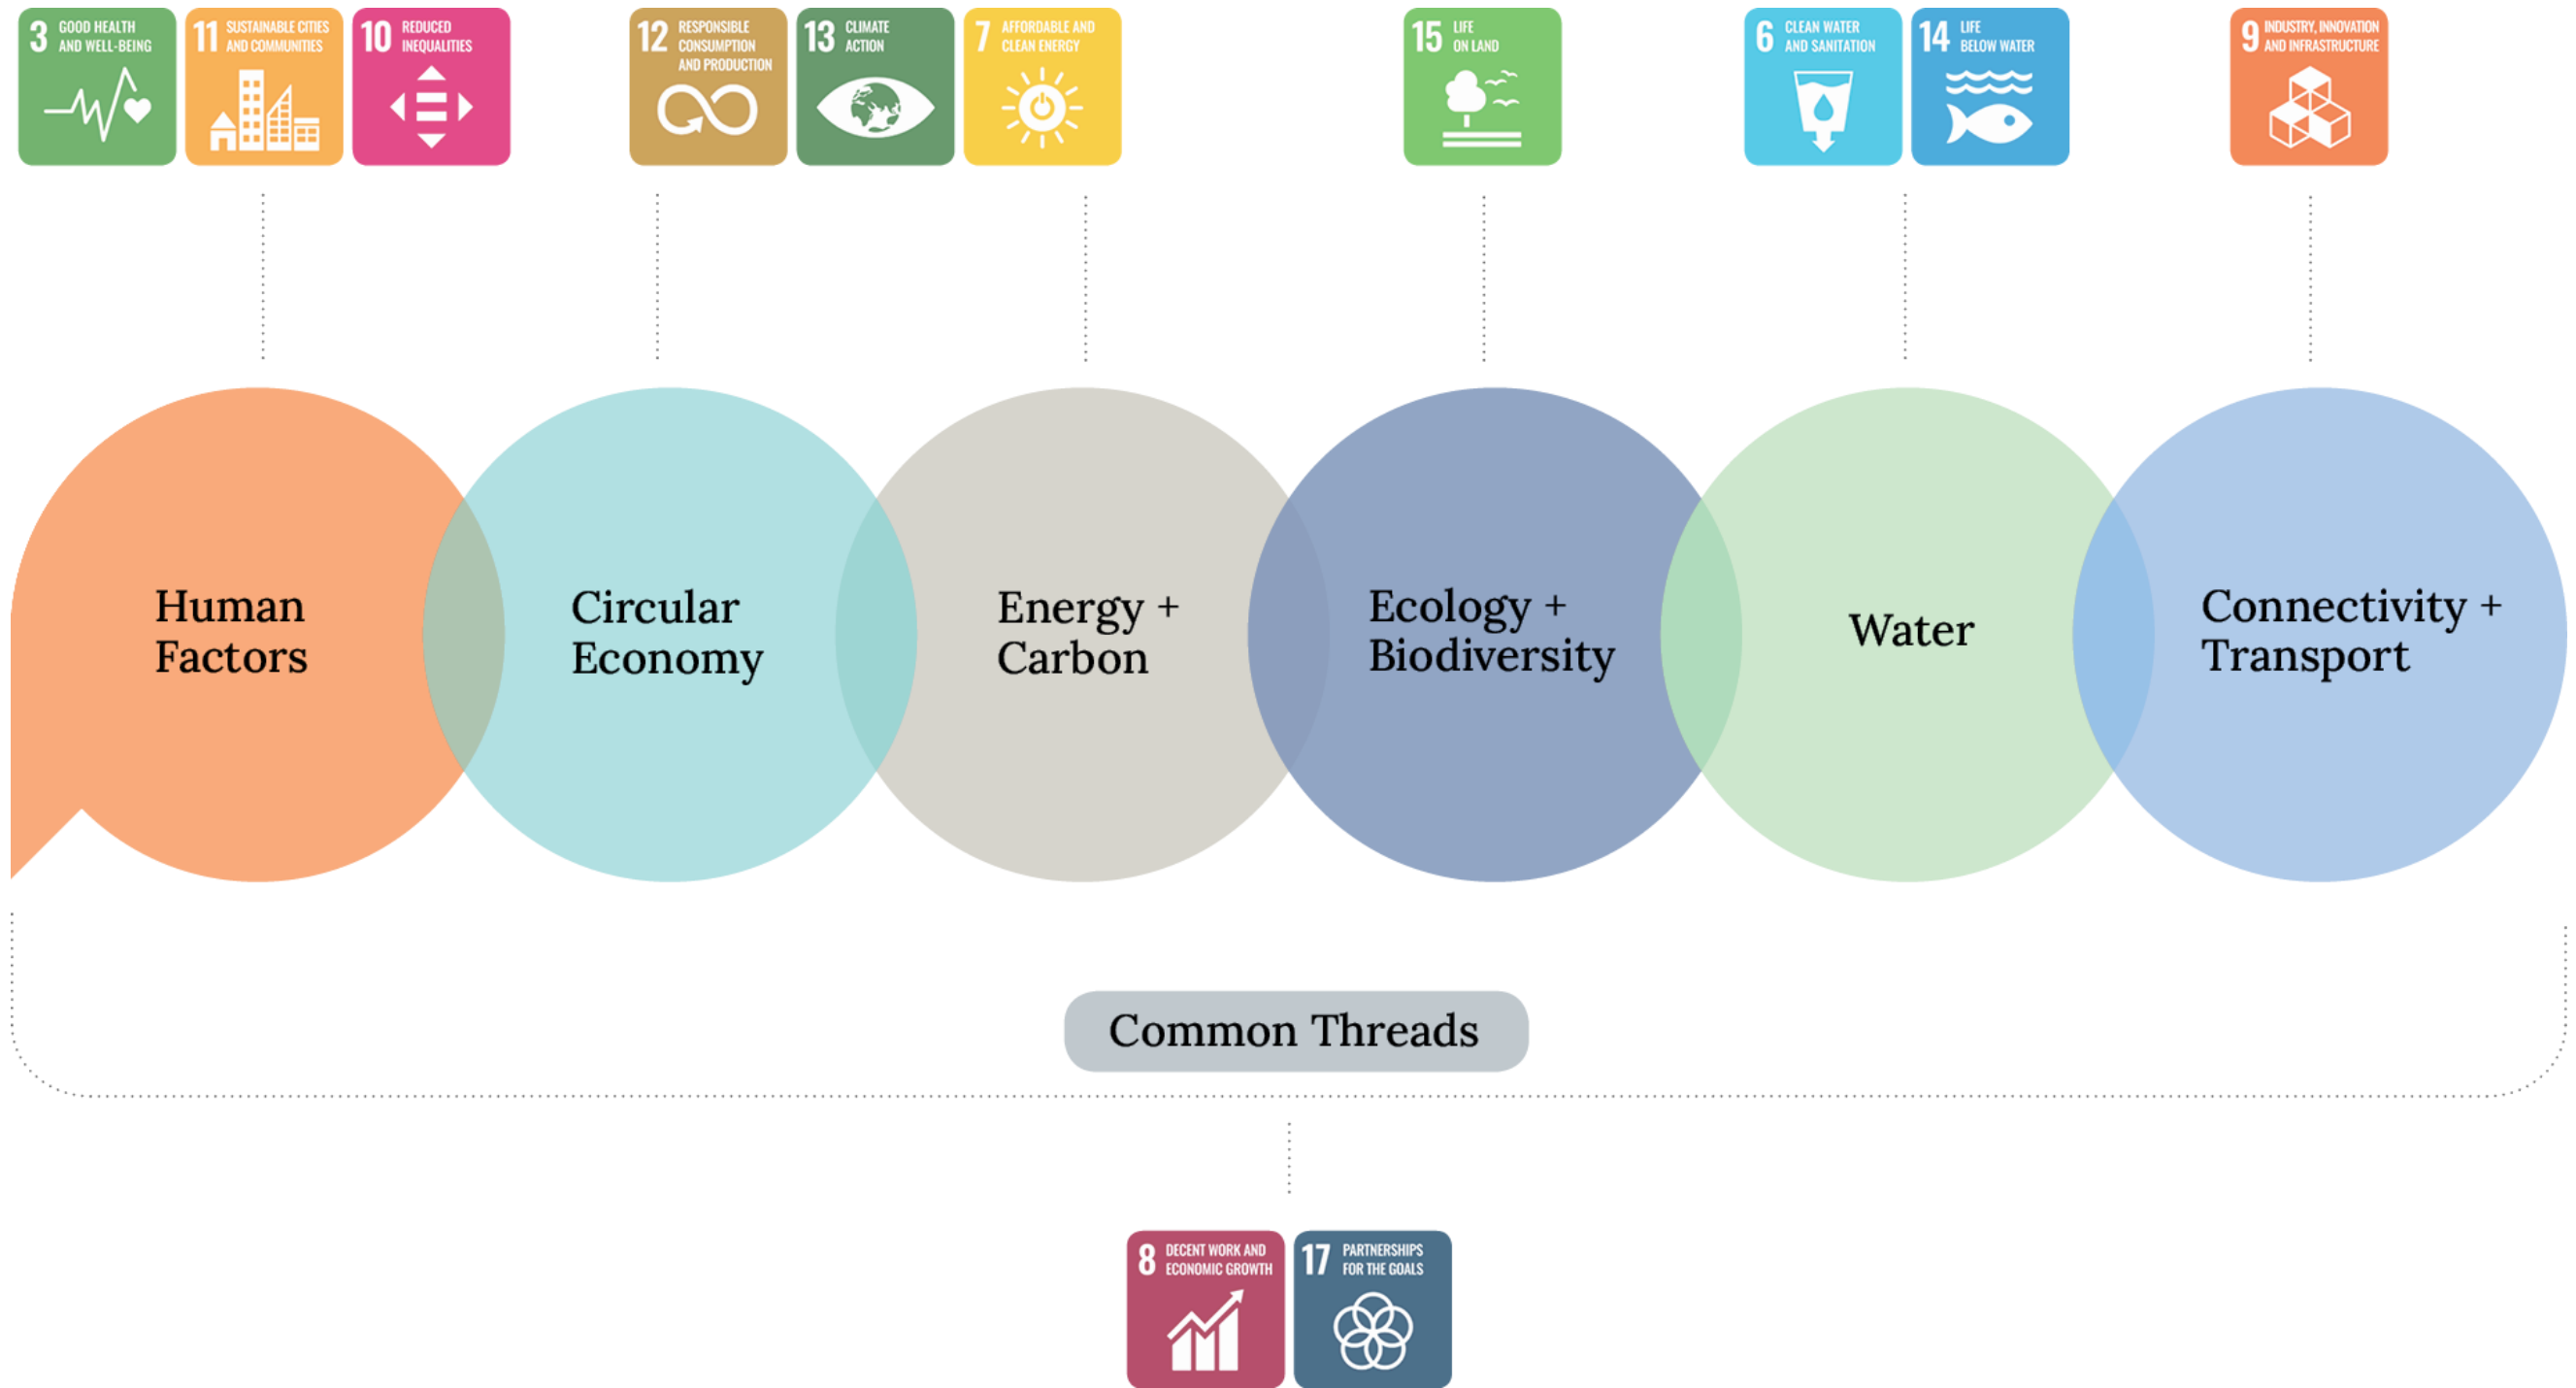 3 GOOD HEALTH
AND WELL-BEING
11 SUSTAINABLE CITIES
AND COMMUNITIES
10 REDUCED
INEQUALITIES
12 RESPONSIBLE
CONSUMPTION
AND PRODUCTION
13 CLIMATE
ACTION
7 AFFORDABLE AND
CLEAN ENERGY
15 LIFE
ON LAND
6 CLEAN WATER
AND SANITATION
14 LIFE
BELOW WATER
9 INDUSTRY, INNOVATION
AND INFRASTRUCTURE
Human
Factors
Circular
Economy
Energy +
Carbon
Ecology +
Biodiversity
Water
Connectivity +
Transport
Common Threads
8 DECENT WORK AND
ECONOMIC GROWTH
17 PARTNERSHIPS
FOR THE GOALS